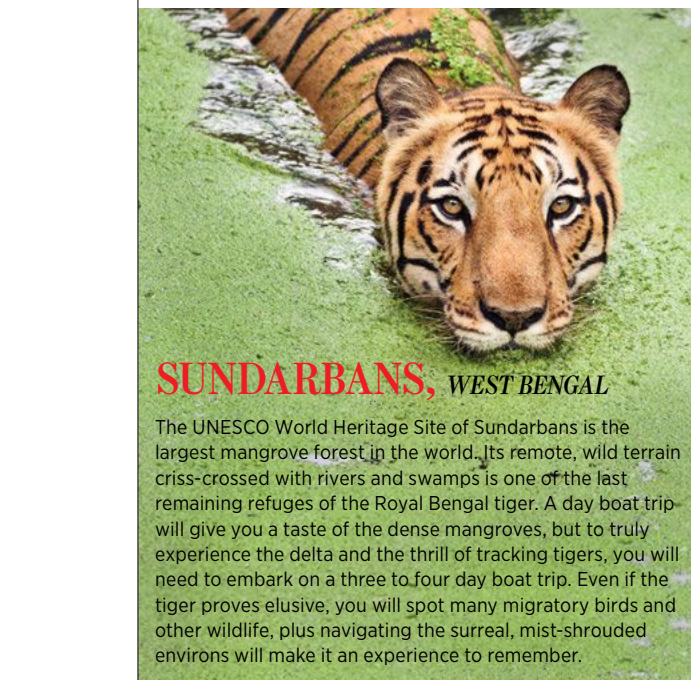 SUNDARBANS, WEST BENGAL
The UNESCO World Heritage Site of Sundarbans is the
largest mangrove forest in the world. Its remote, wild terrain
criss-crossed with rivers and swamps is one of the last
remaining refuges of the Royal Bengal tiger. A day boat trip
will give you a taste of the dense mangroves, but to truly
experience the delta and the thrill of tracking tigers, you will
need to embark on a three to four day boat trip. Even if the
tiger proves elusive, you will spot many migratory birds and
other wildlife, plus navigating the surreal, mist-shrouded
environs will make it an experience to remember.